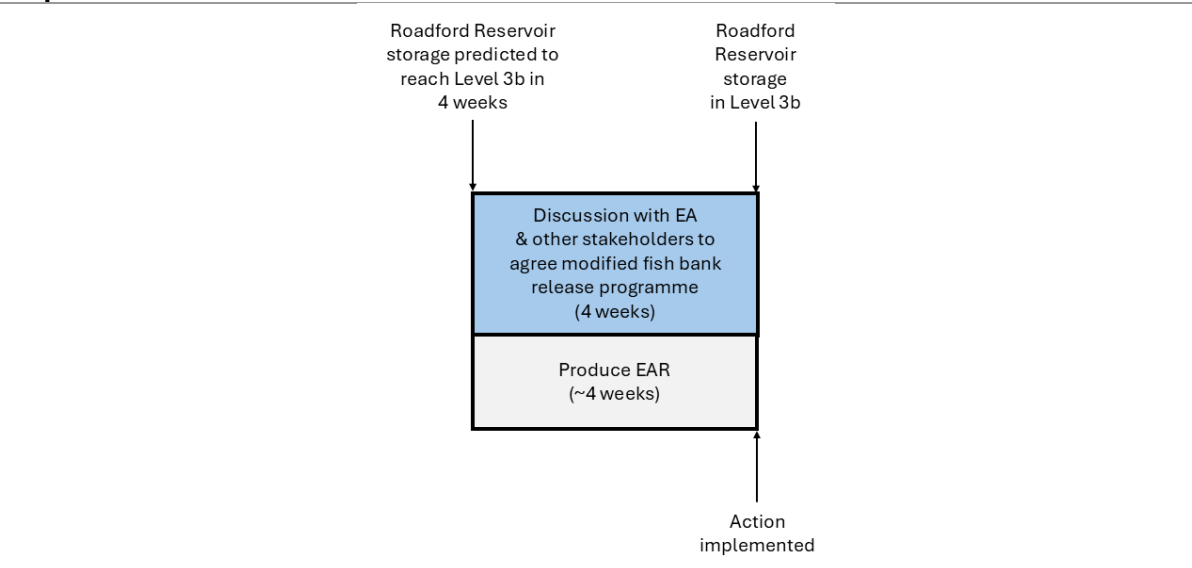 Roadford Reservoir
storage predicted to
reach Level 3b in
4 weeks
Roadford
Reservoir
storage
in Level 3b
Discussion with EA
& other stakeholders to
agree modified fish bank
release programme
(4 weeks)
Produce EAR
(~4 weeks)
Action
implemented